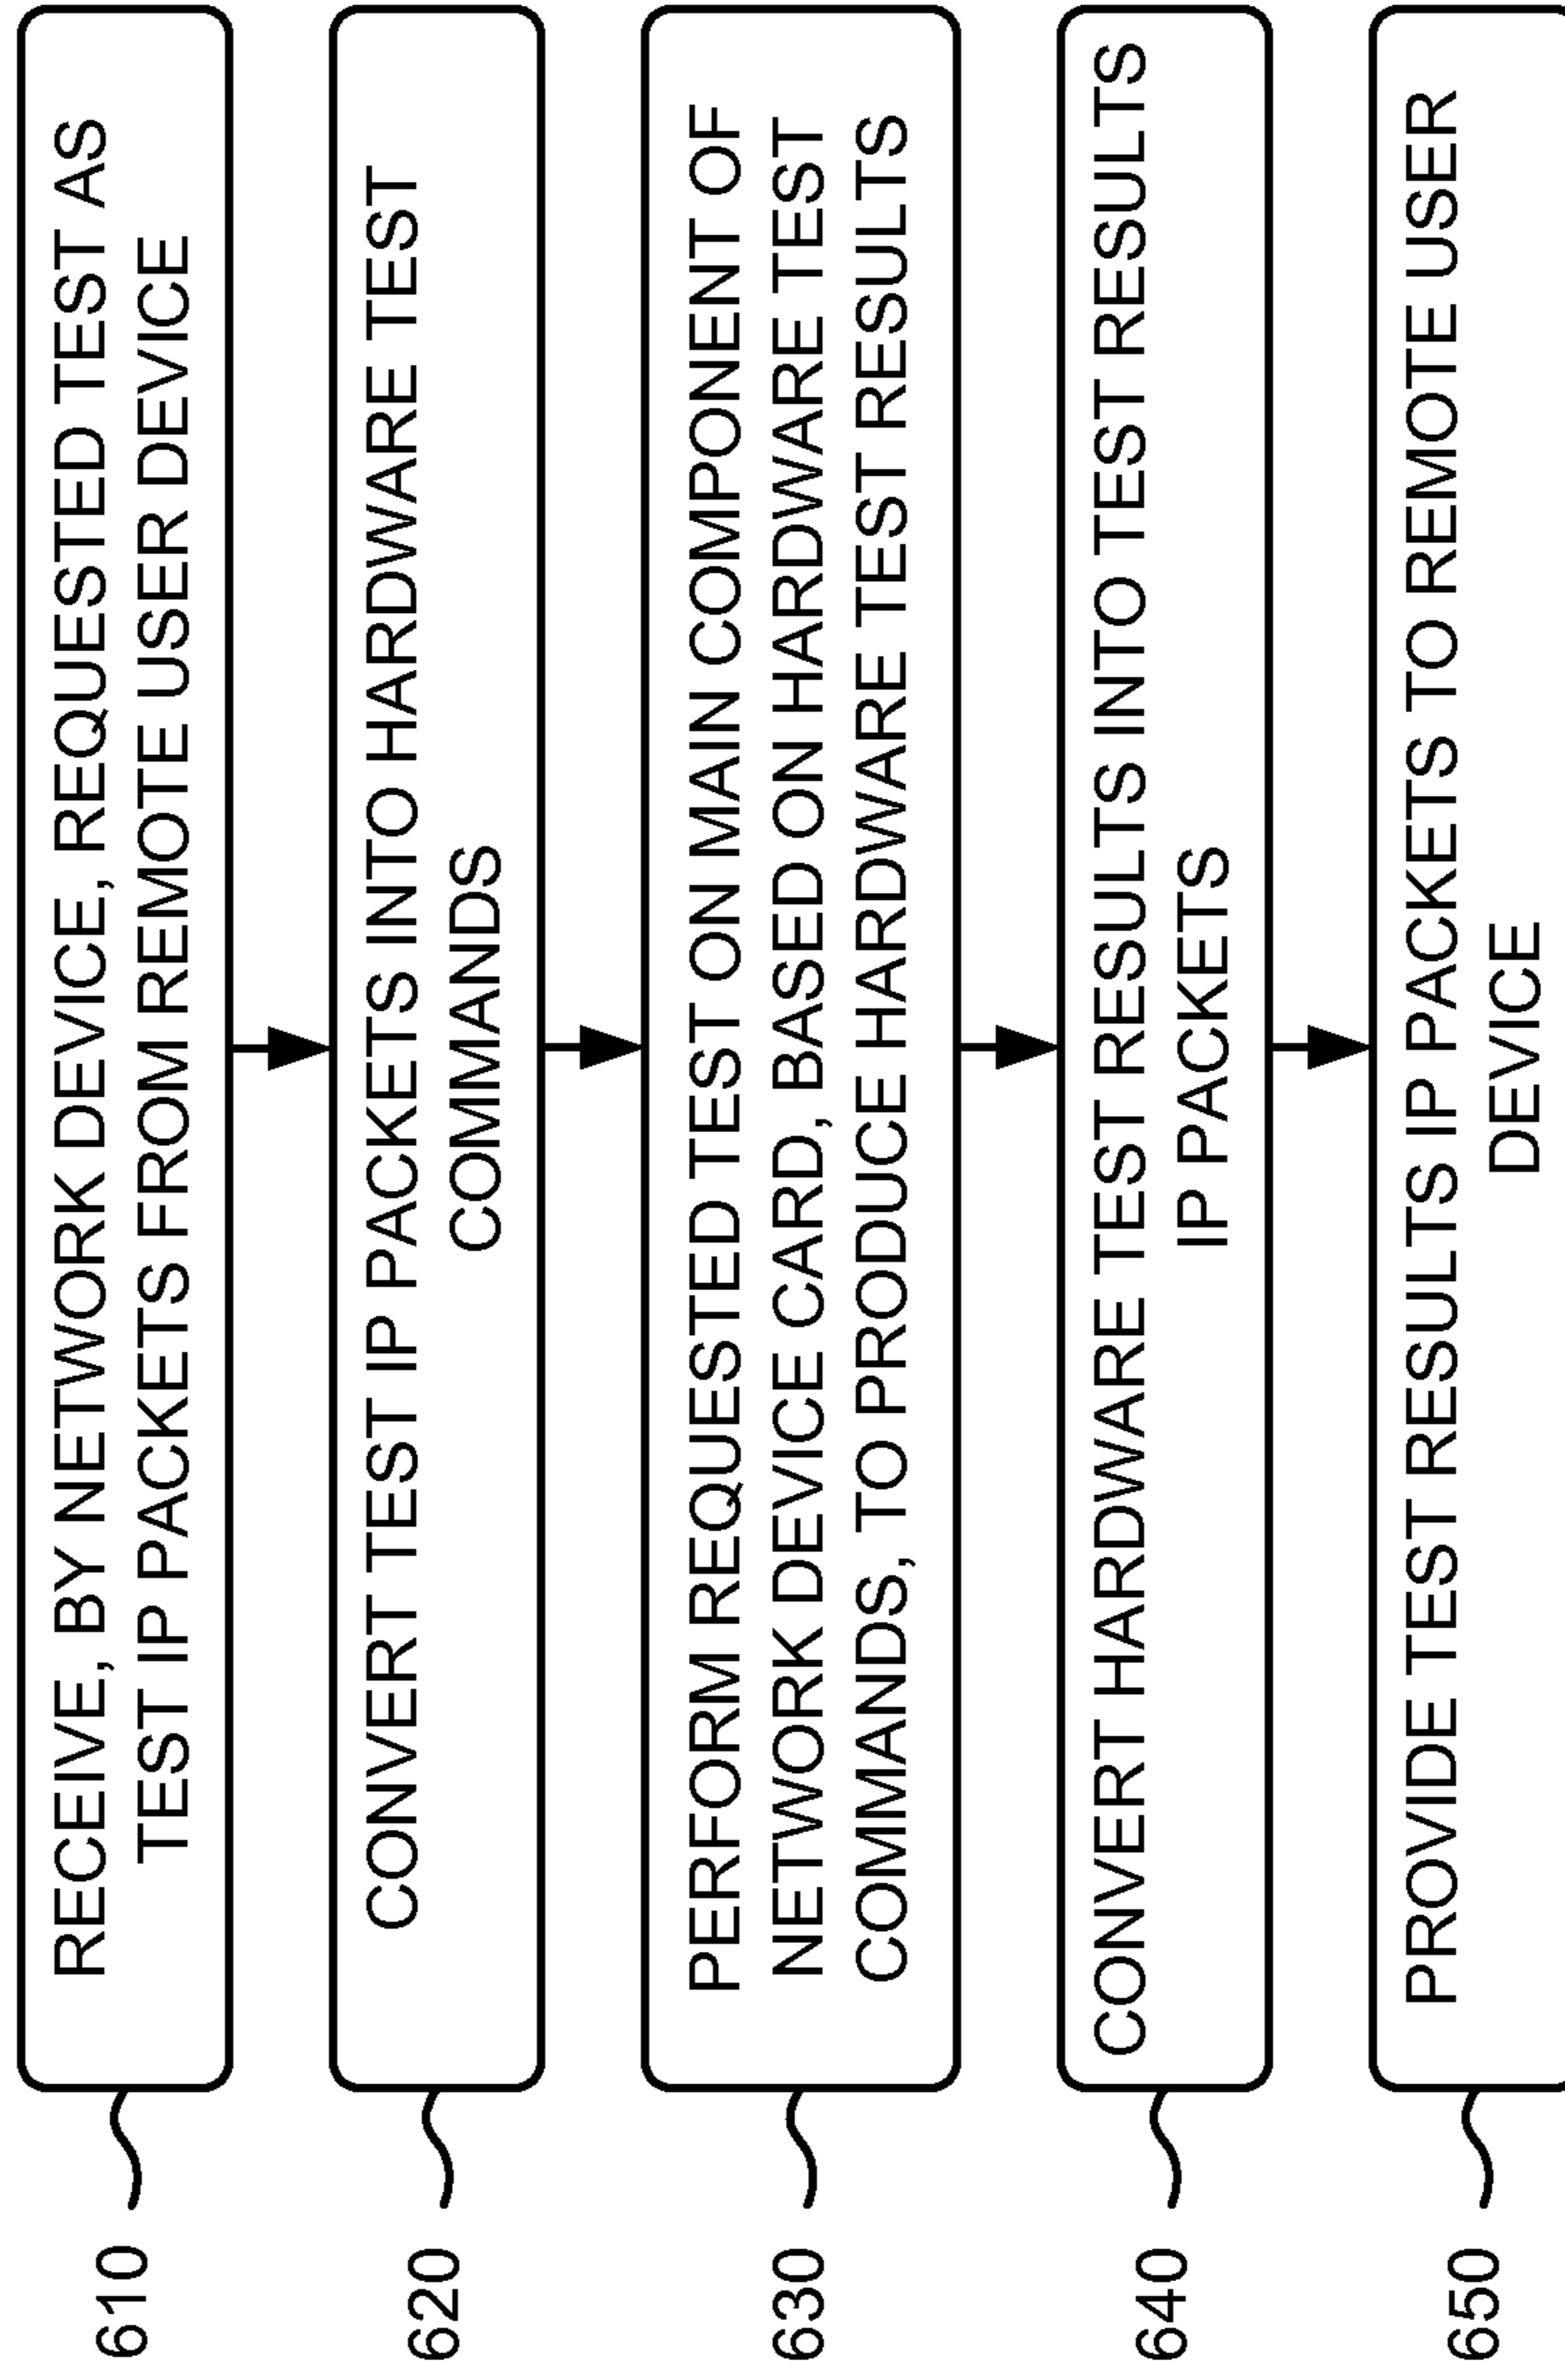 610
RECEIVE, BY NETWORK DEVICE, REQUESTED TEST AS
TEST IP PACKETS FROM REMOTE USER DEVICE
620
CONVERT TEST IP PACKETS INTO HARDWARE TEST
COMMANDS
630
PERFORM REQUESTED TEST ON MAIN COMPONENT OF
NETWORK DEVICE CARD, BASED ON HARDWARE TEST
COMMANDS, TO PRODUCE HARDWARE TEST RESULTS
640
CONVERT HARDWARE TEST RESULTS INTO TEST RESULTS
IP PACKETS
650
PROVIDE TEST RESULTS IP PACKETS TO REMOTE USER
DEVICE